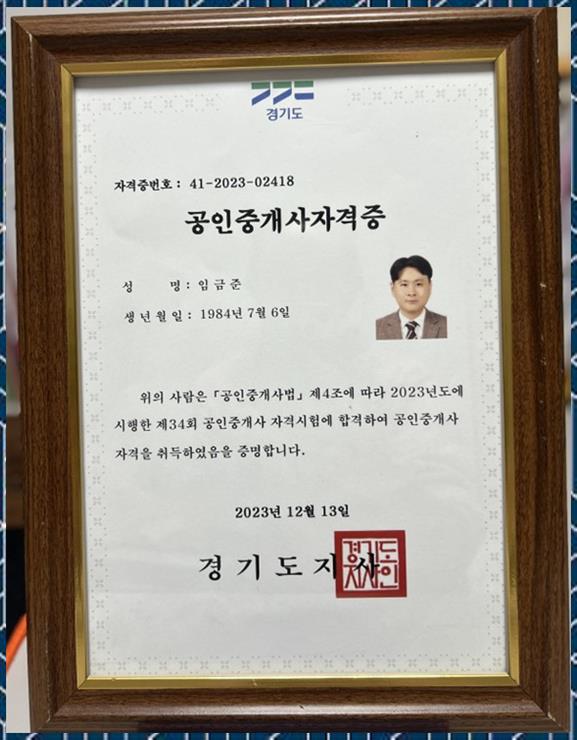 경기도
자격증번호 : 41-2023-02418
공인중개사자격증
성 명 : 임금준
생년월일 : 1984년 7월 6일
위의 사람은 「공인중개사법」 제4조에 따라 2023년도에
시행한 제34회 공인중개사 자격시험에 합격하여 공인중개사
자격을 취득하였음을 증명합니다.
2023년 12월 13일
경기도지사
경기도
지사인